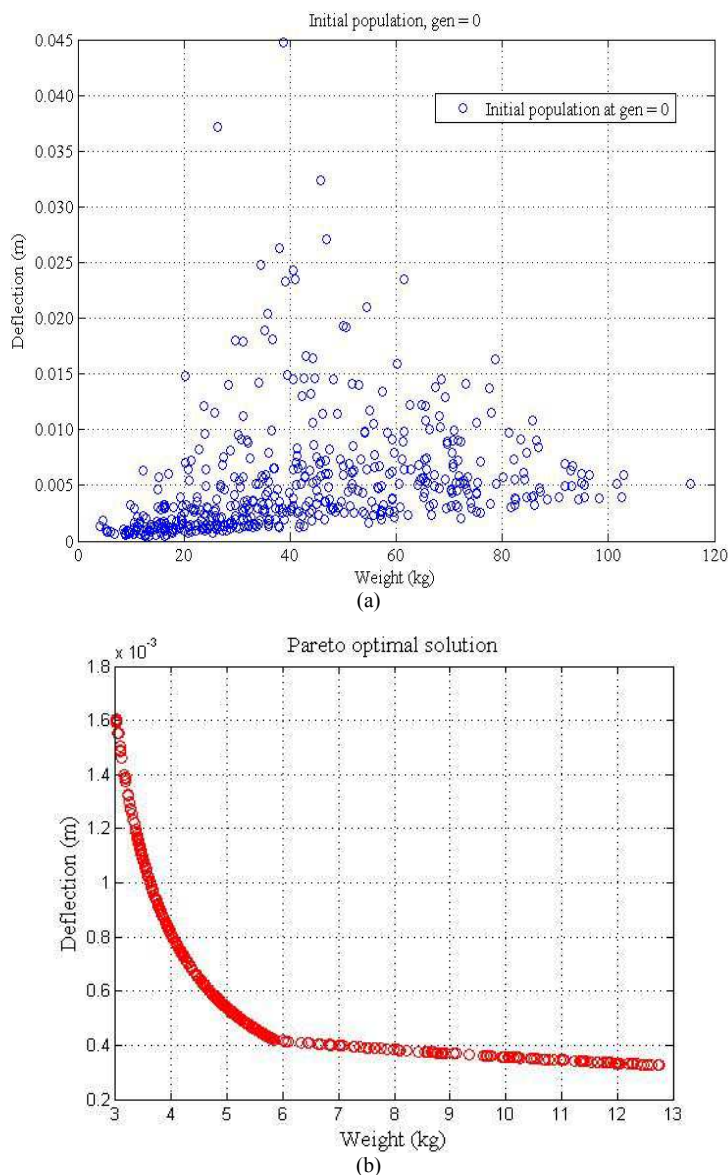 Initial population, gen = 0
0.045
0.040
0.035
0.030
0.025
0.020
0.015
0.010
0.005
0
Deflection (m)
Initial population at gen = 0
0 20 40 60 80 100 120
Weight (kg)
(a)
Pareto optimal solution
x 10-3
1.8
1.6
1.4
1.2
1
0.8
0.6
0.4
0.2
Deflection (m)
3 4 5 6 7 8 9 10 11 12 13
Weight (kg)
(b)